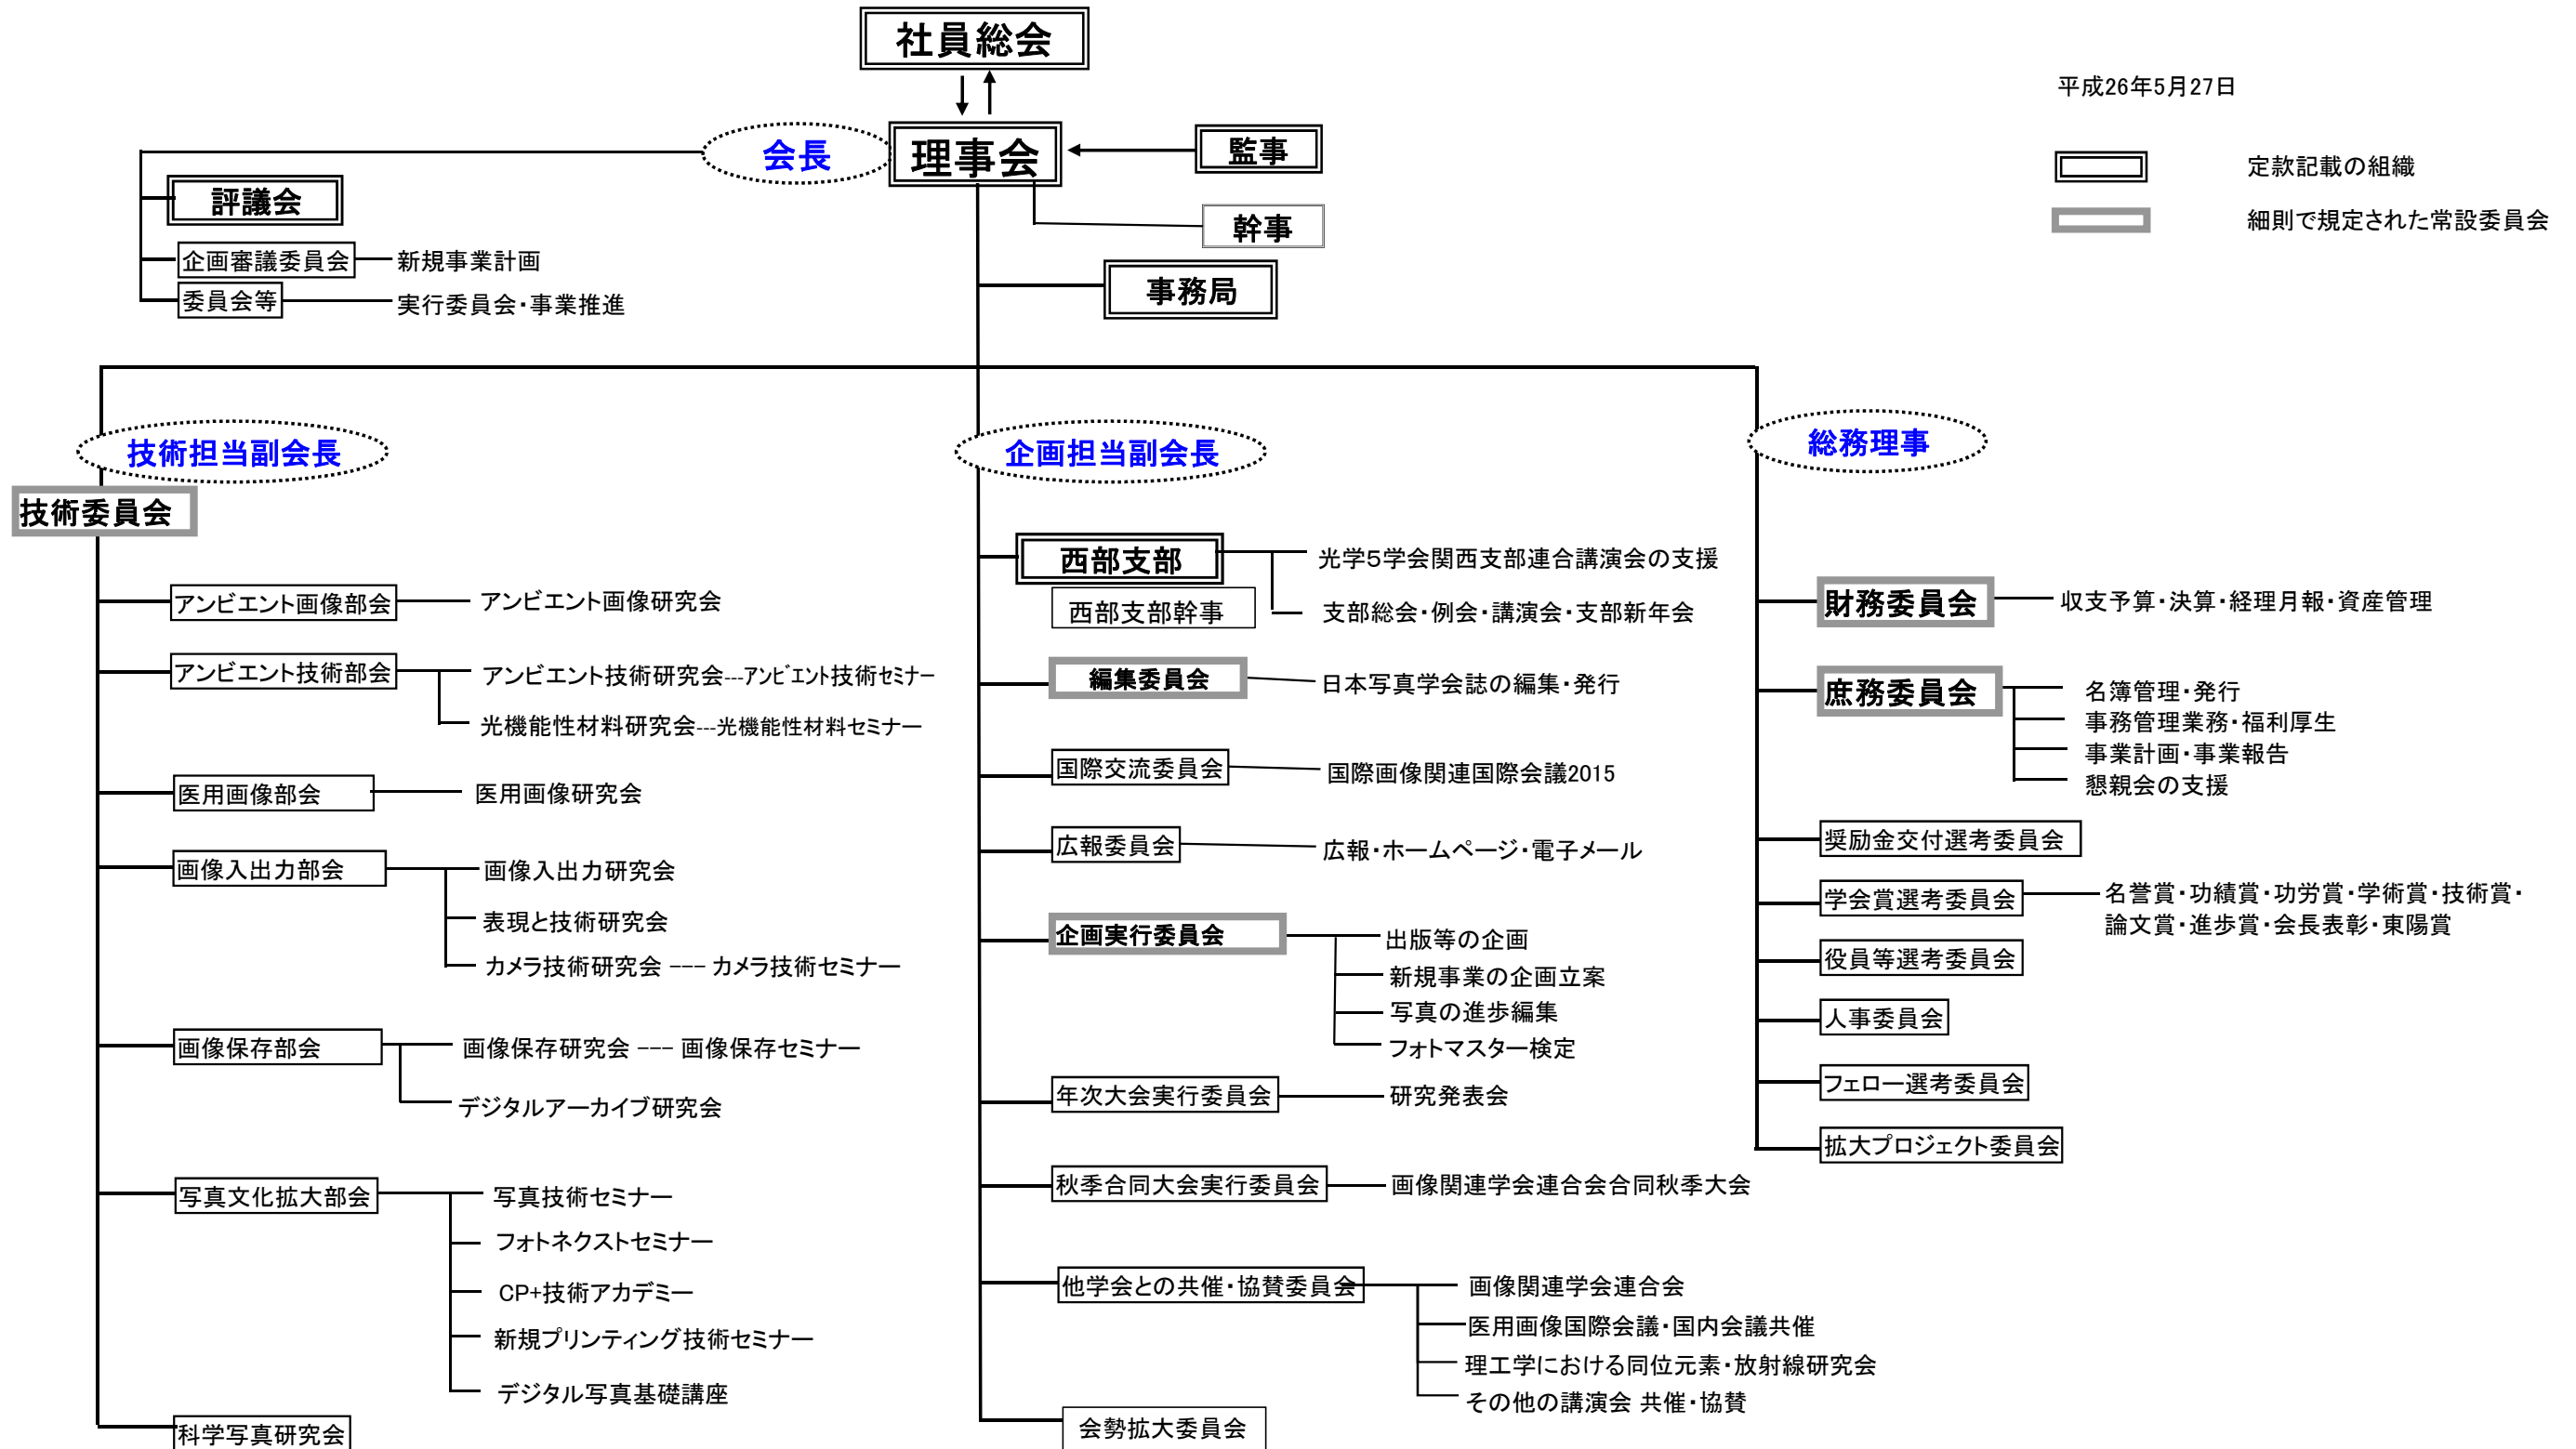 社員総会
平成26年5月27日
会長
理事会
監事
定款記載の組織
評議会
幹事
細則で規定された常設委員会
企画審議委員会
新規事業計画
事務局
委員会等
実行委員会・事業推進
技術担当副会長
企画担当副会長
総務理事
技術委員会
アンビエント画像部会
アンビエント画像研究会
アンビエント技術部会
アンビエント技術研究会---アンビエント技術セミナー
光機能性材料研究会---光機能性材料セミナー
医用画像部会
医用画像研究会
画像入出力部会
画像入出力研究会
表現と技術研究会
カメラ技術研究会 --- カメラ技術セミナー
画像保存部会
画像保存研究会 --- 画像保存セミナー
デジタルアーカイブ研究会
写真文化拡大部会
写真技術セミナー
フォトネクストセミナー
CP+技術アカデミー
新規プリンティング技術セミナー
デジタル写真基礎講座
科学写真研究会
西部支部
光学5学会関西支部連合講演会の支援
西部支部幹事
支部総会・例会・講演会・支部新年会
編集委員会
日本写真学会誌の編集・発行
国際交流委員会
国際画像関連国際会議2015
広報委員会
広報・ホームページ・電子メール
企画実行委員会
出版等の企画
新規事業の企画立案
写真の進歩編集
フォトマスター検定
年次大会実行委員会
研究発表会
秋季合同大会実行委員会
画像関連学会連合会合同秋季大会
他学会との共催・協賛委員会
画像関連学会連合会
医用画像国際会議・国内会議共催
理工学における同位元素・放射線研究会
その他の講演会 共催・協賛
会勢拡大委員会
財務委員会
収支予算・決算・経理月報・資産管理
庶務委員会
名簿管理・発行
事務管理業務・福利厚生
事業計画・事業報告
懇親会の支援
奨励金交付選考委員会
学会賞選考委員会
名誉賞・功績賞・功労賞・学術賞・技術賞・
論文賞・進歩賞・会長表彰・東陽賞
役員等選考委員会
人事委員会
フェロー選考委員会
拡大プロジェクト委員会